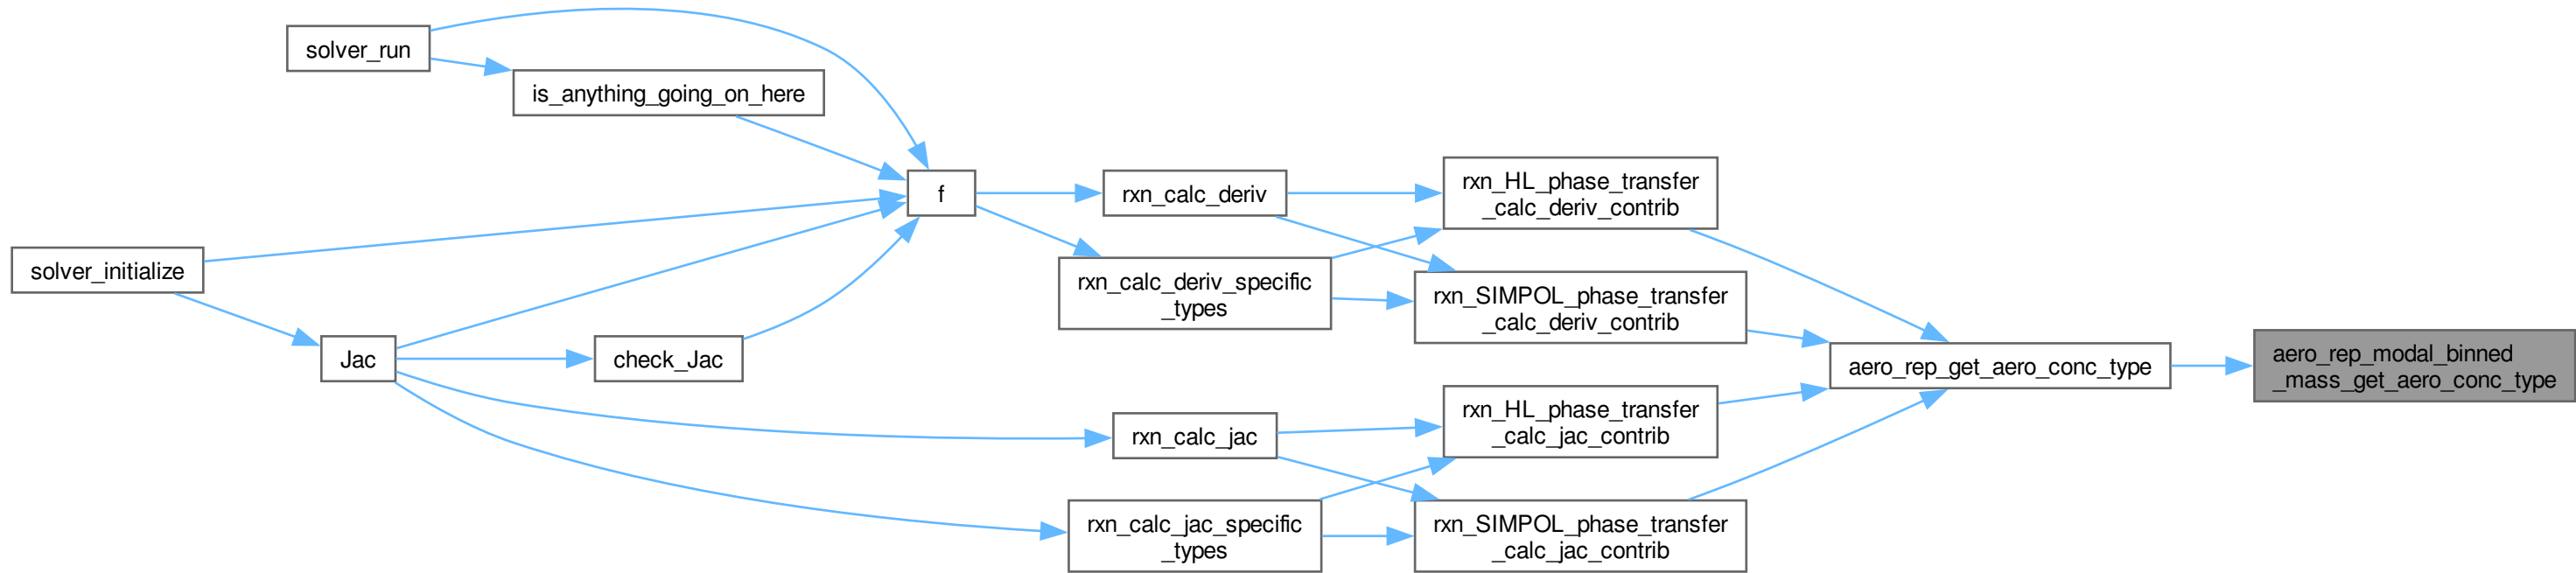 solver_run
is_anything_going_on_here
solver_initialize
Jac
check_Jac
f
rxn_calc_deriv
rxn_calc_deriv_specific
_types
rxn_calc_jac
rxn_calc_jac_specific
_types
rxn_HL_phase_transfer
_calc_deriv_contrib
rxn_SIMPOL_phase_transfer
_calc_deriv_contrib
rxn_HL_phase_transfer
_calc_jac_contrib
rxn_SIMPOL_phase_transfer
_calc_jac_contrib
aero_rep_get_aero_conc_type
aero_rep_modal_binned
_mass_get_aero_conc_type